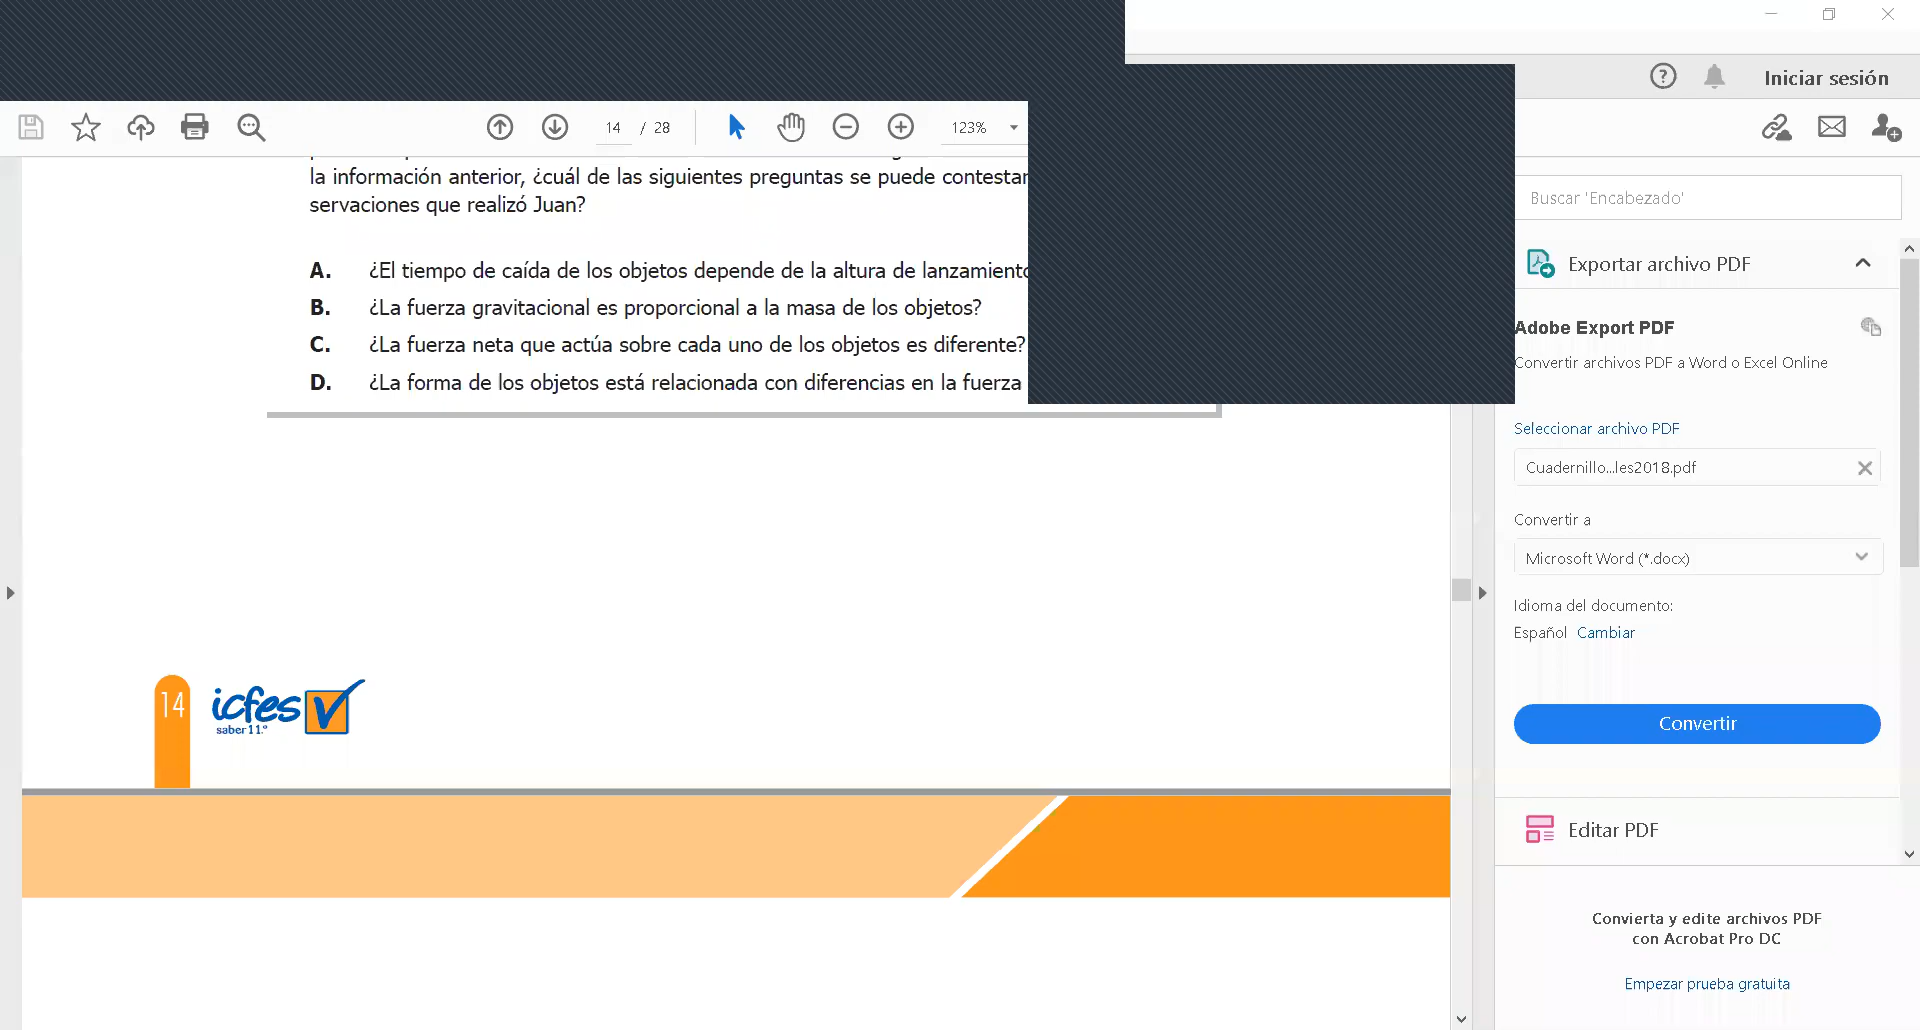 Iniciar sesión
14 / 28
123%
la información anterior, ¿cuál de las siguientes preguntas se puede contestar
servaciones que realizó Juan?
A. ¿El tiempo de caída de los objetos depende de la altura de lanzamiento
B. ¿La fuerza gravitacional es proporcional a la masa de los objetos?
C. ¿La fuerza neta que actúa sobre cada uno de los objetos es diferente?
D. ¿La forma de los objetos está relacionada con diferencias en la fuerza
14
icfes
saber 11.°
Buscar 'Encabezado'
Exportar archivo PDF
Adobe Export PDF
Convertir archivos PDF a Word o Excel Online
Seleccionar archivo PDF
Cuadernillo...les2018.pdf
Convertir a
Microsoft Word (*.docx)
Idioma del documento:
Español Cambiar
Convertir
Editar PDF
Convierta y edite archivos PDF
con Acrobat Pro DC
Empezar prueba gratuita